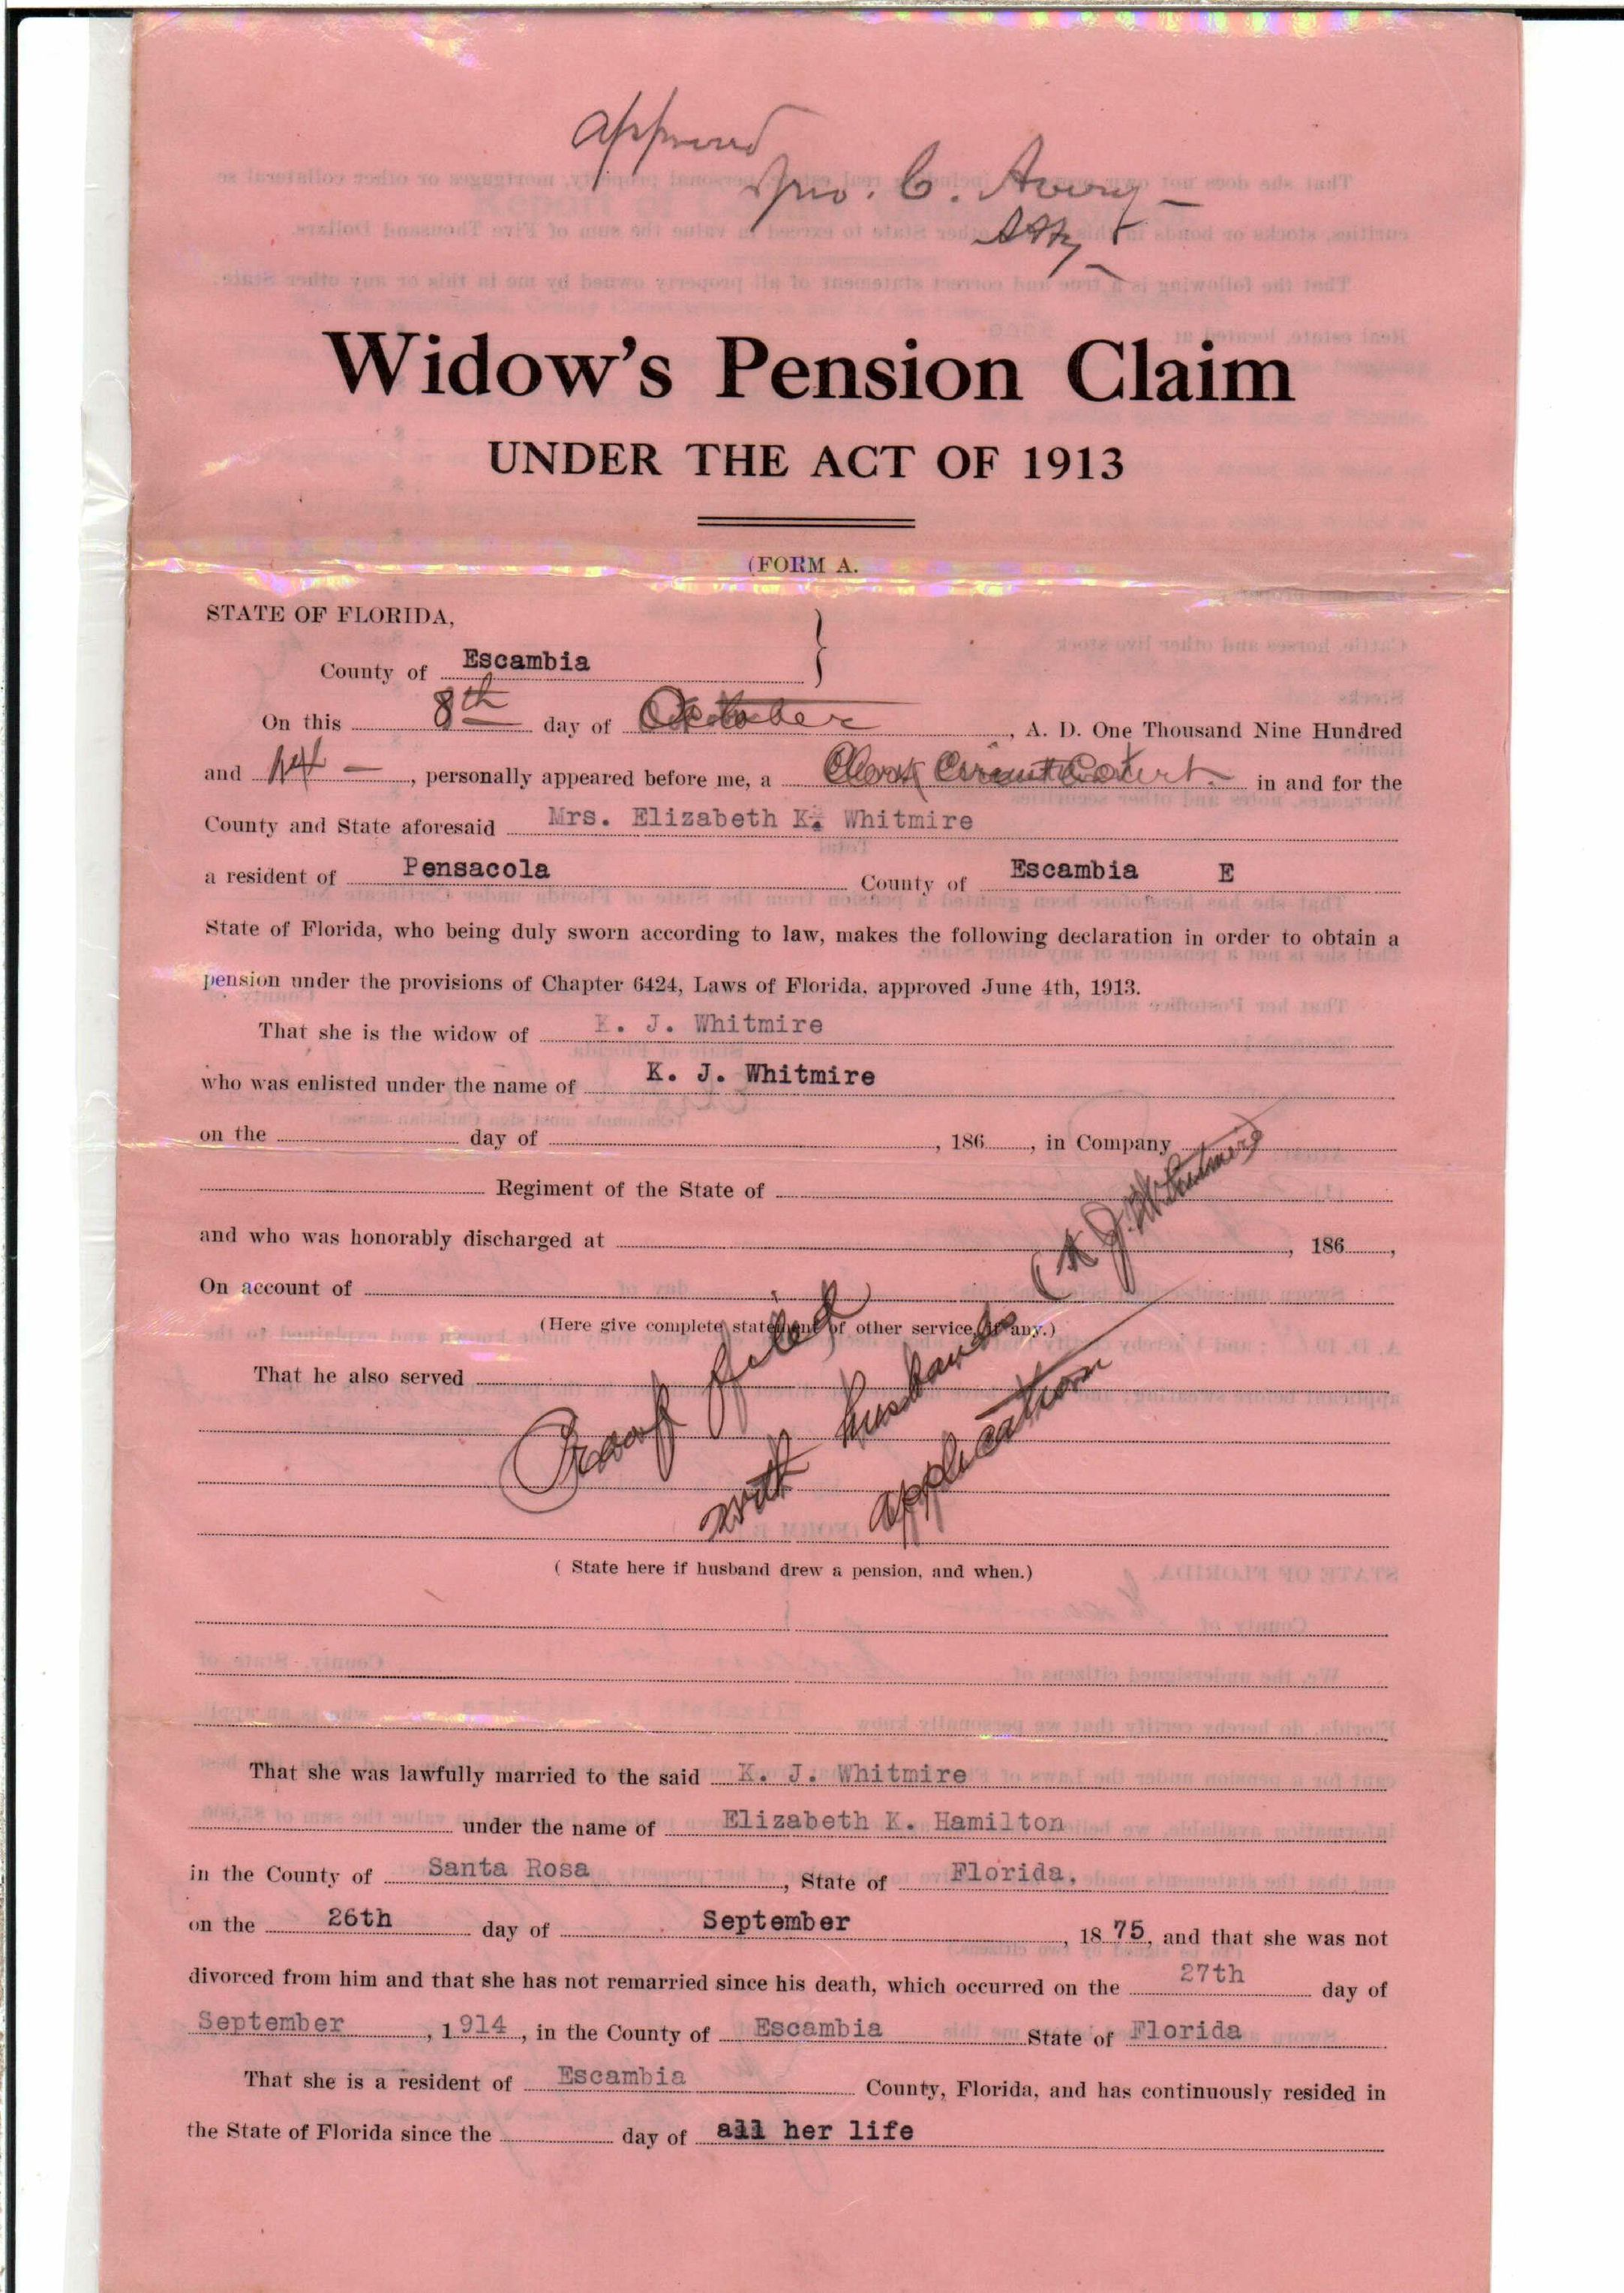 approved
Jno. C. Avery
Atty
Widow's Pension Claim
UNDER THE ACT OF 1913
(FORM A.
STATE OF FLORIDA,
County of Escambia }
On this 8th day of October, A. D. One Thousand Nine Hundred
and 14 —, personally appeared before me, a Clerk Circuit Court in and for the
County and State aforesaid Mrs. Elizabeth K. Whitmire
a resident of Pensacola County of Escambia E
State of Florida, who being duly sworn according to law, makes the following declaration in order to obtain a
pension under the provisions of Chapter 6424, Laws of Florida, approved June 4th, 1913.
That she is the widow of K. J. Whitmire
who was enlisted under the name of K. J. Whitmire
on the day of , 186 , in Company
Regiment of the State of
and who was honorably discharged at , 186 ,
On account of
(Here give complete statement of other service, if any.)
That he also served
Proof filed
with husbands
application
(K J. Whitmire)
( State here if husband drew a pension, and when.)
That she was lawfully married to the said K. J. Whitmire
under the name of Elizabeth K. Hamilton
in the County of Santa Rosa, State of Florida,
on the 26th day of September, 1875, and that she was not
divorced from him and that she has not remarried since his death, which occurred on the 27th day of
September, 1914, in the County of Escambia State of Florida
That she is a resident of Escambia County, Florida, and has continuously resided in
the State of Florida since the day of all her life